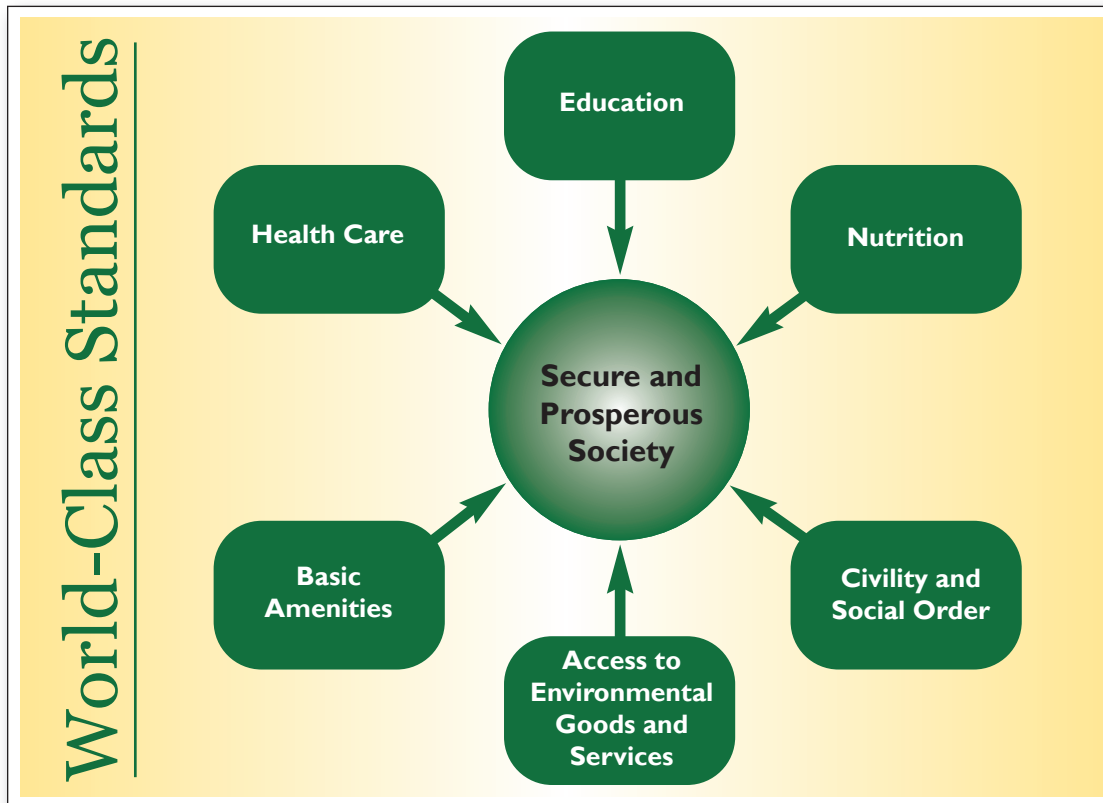 World-Class Standards
Education
Health Care
Nutrition
Secure and
Prosperous
Society
Basic
Amenities
Civility and
Social Order
Access to
Environmental
Goods and
Services